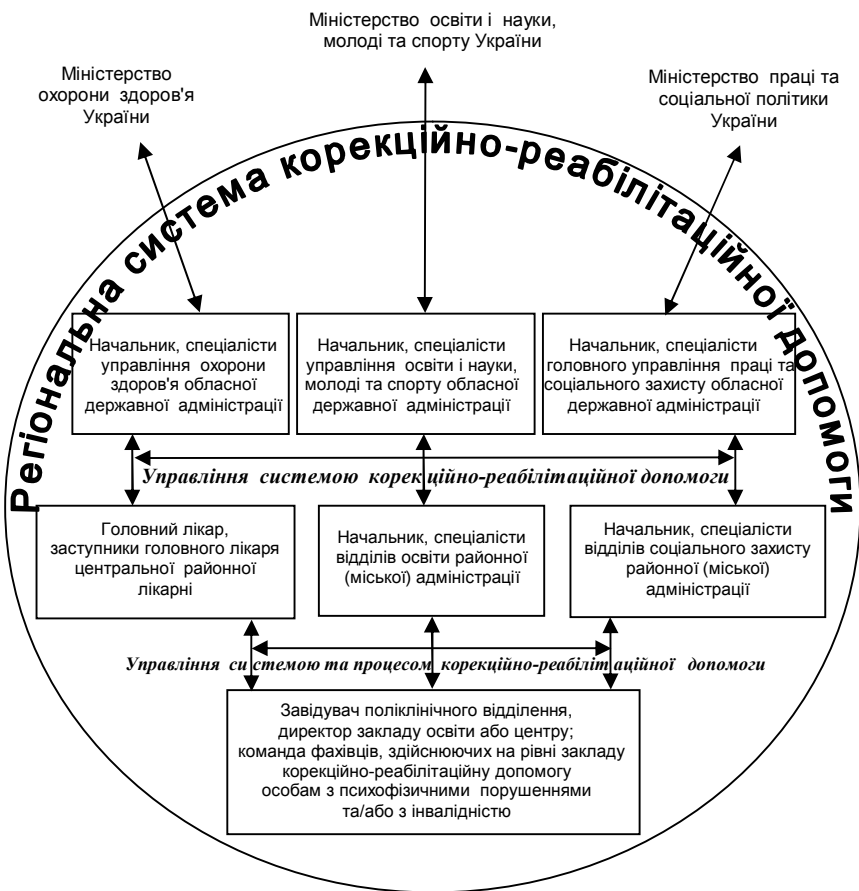 Міністерство освіти і науки,
молоді та спорту України
Міністерство
охорони здоров'я
України
Міністерство праці та
соціальної політики
України
Регіональна система корекційно-реабілітаційної допомоги
Начальник, спеціалісти
управління охорони
здоров'я обласної
державної адміністрації
Начальник, спеціалісти
управління освіти і науки,
молоді та спорту обласної
державної адміністрації
Начальник, спеціалісти
головного управління праці та
соціального захисту обласної
державної адміністрації
Управління системою корекційно-реабілітаційної допомоги
Головний лікар,
заступники головного лікаря
центральної районної
лікарні
Начальник, спеціалісти
відділів освіти районної
(міської) адміністрації
Начальник, спеціалісти
відділів соціального захисту
районної (міської)
адміністрації
Управління системою та процесом корекційно-реабілітаційної допомоги
Завідувач поліклінічного відділення,
директор закладу освіти або центру;
команда фахівців, здійснюючих на рівні закладу
корекційно-реабілітаційну допомогу
особам з психофізичними порушеннями
та/або з інвалідністю